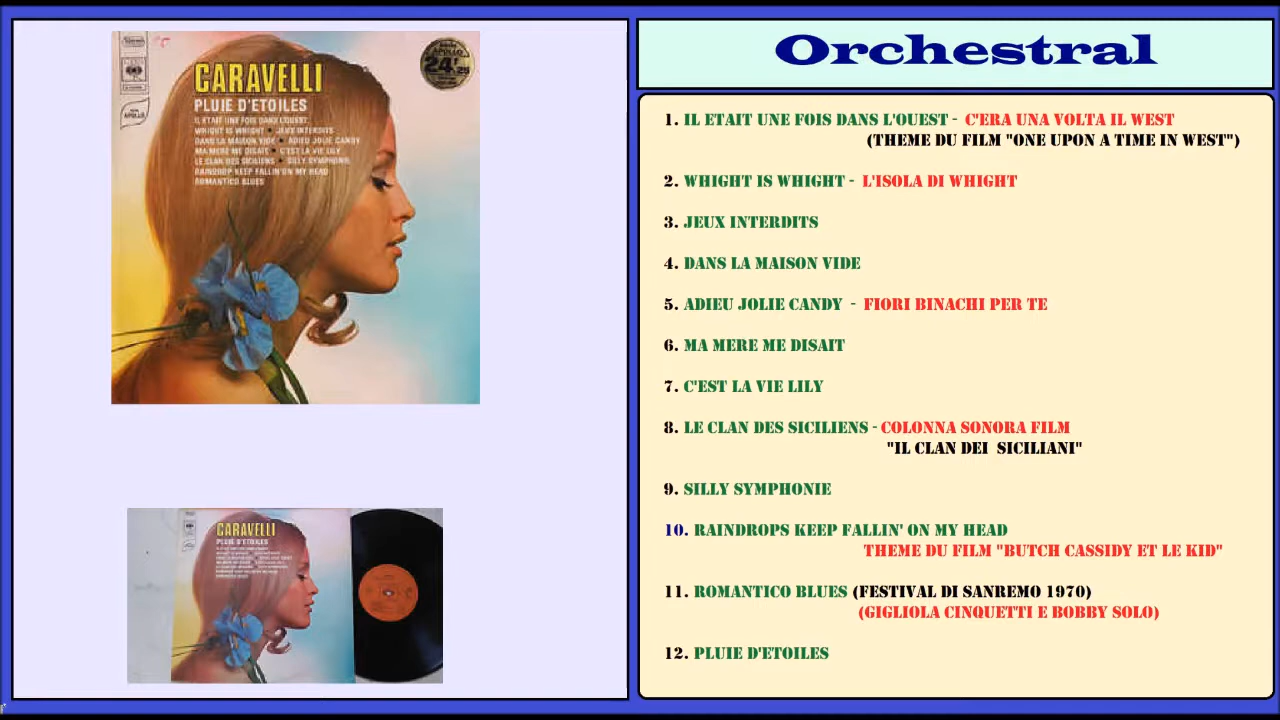 CARAVELLI
PLUIE D'ETOILES
IL ETAIT UNE FOIS DANS L'OUEST
WHIGHT IS WHIGHT • JEUX INTERDITS
DANS LA MAISON VIDE • ADIEU JOLIE CANDY
MA MERE ME DISAIT • C'EST LA VIE LILY
LE CLAN DES SICILIENS • SILLY SYMPHONIE
RAINDROP KEEP FALLIN'ON MY HEAD
ROMANTICO BLUES
24F25
CARAVELLI
PLUIE D'ETOILES
Orchestral
1. IL ETAIT UNE FOIS DANS L'OUEST - C'ERA UNA VOLTA IL WEST
(THEME DU FILM "ONE UPON A TIME IN WEST")
2. WHIGHT IS WHIGHT - L'ISOLA DI WHIGHT
3. JEUX INTERDITS
4. DANS LA MAISON VIDE
5. ADIEU JOLIE CANDY - FIORI BINACHI PER TE
6. MA MERE ME DISAIT
7. C'EST LA VIE LILY
8. LE CLAN DES SICILIENS - COLONNA SONORA FILM
"IL CLAN DEI SICILIANI"
9. SILLY SYMPHONIE
10. RAINDROPS KEEP FALLIN' ON MY HEAD
THEME DU FILM "BUTCH CASSIDY ET LE KID"
11. ROMANTICO BLUES (FESTIVAL DI SANREMO 1970)
(GIGLIOLA CINQUETTI E BOBBY SOLO)
12. PLUIE D'ETOILES